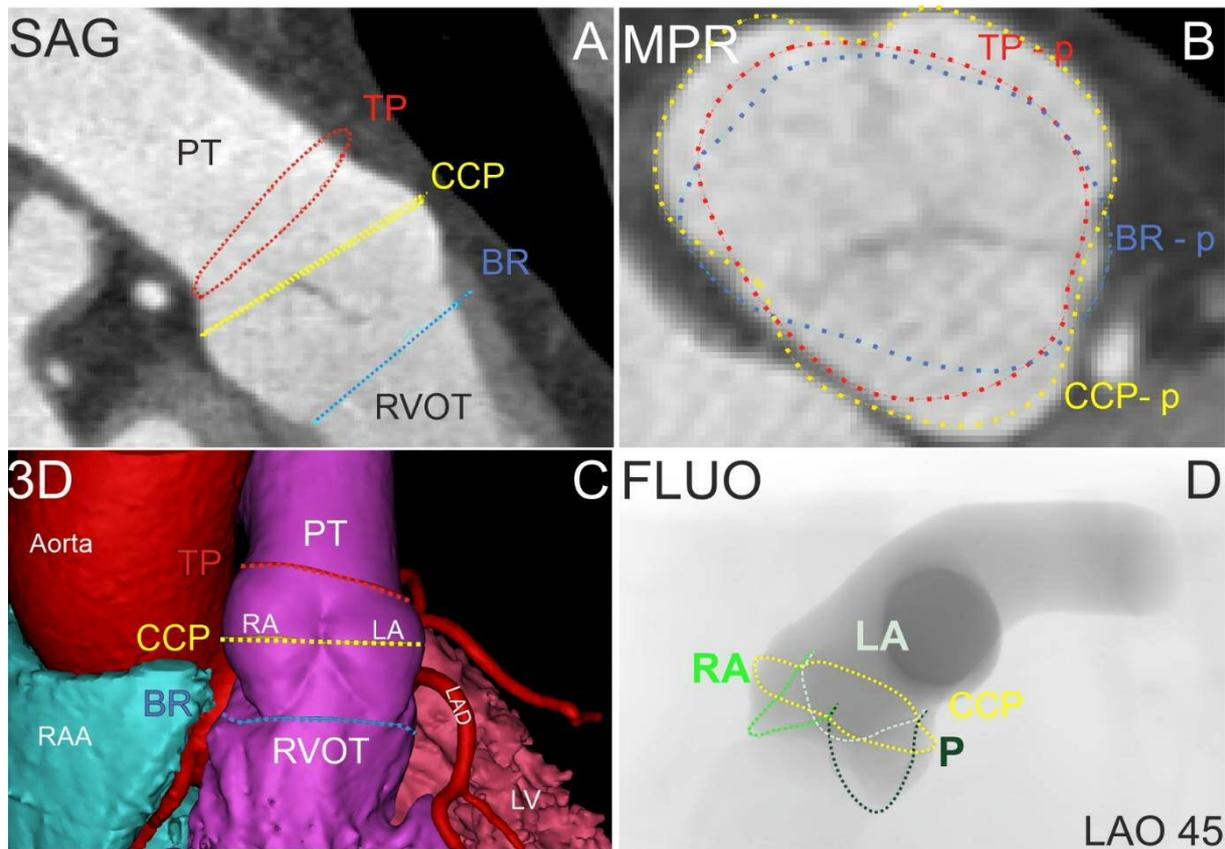 SAG
A
TP
PT
CCP
BR
RVOT
MPR
B
TP - p
BR - p
CCP- p
3D
C
Aorta
PT
TP
RA
LA
CCP
BR
LAD
RAA
RVOT
LV
FLUO
D
LA
RA
CCP
P
LAO 45